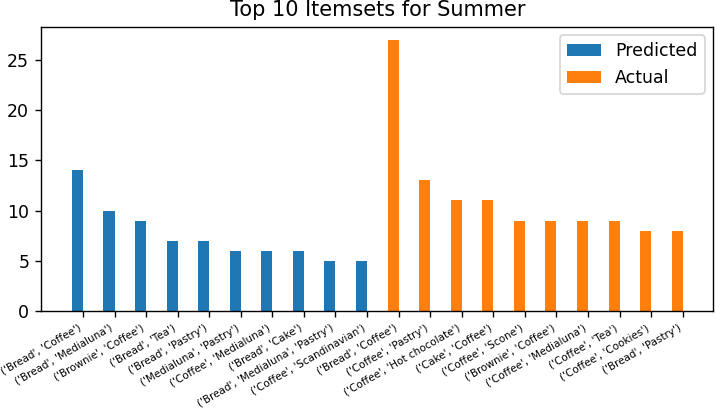 Top 10 Itemsets for Summer
Predicted
Actual
25
20
15
10
5
0
('Bread', 'Coffee')
('Bread', 'Medialuna')
('Brownie', 'Coffee')
('Bread', 'Tea')
('Bread', 'Pastry')
('Medialuna', 'Pastry')
('Coffee', 'Medialuna')
('Bread', 'Cake')
('Bread', 'Medialuna', 'Pastry')
('Coffee', 'Scandinavian')
('Bread', 'Coffee')
('Coffee', 'Pastry')
('Coffee', 'Hot chocolate')
('Cake', 'Coffee')
('Coffee', 'Scone')
('Brownie', 'Coffee')
('Coffee', 'Medialuna')
('Coffee', 'Tea')
('Coffee', 'Cookies')
('Bread', 'Pastry')